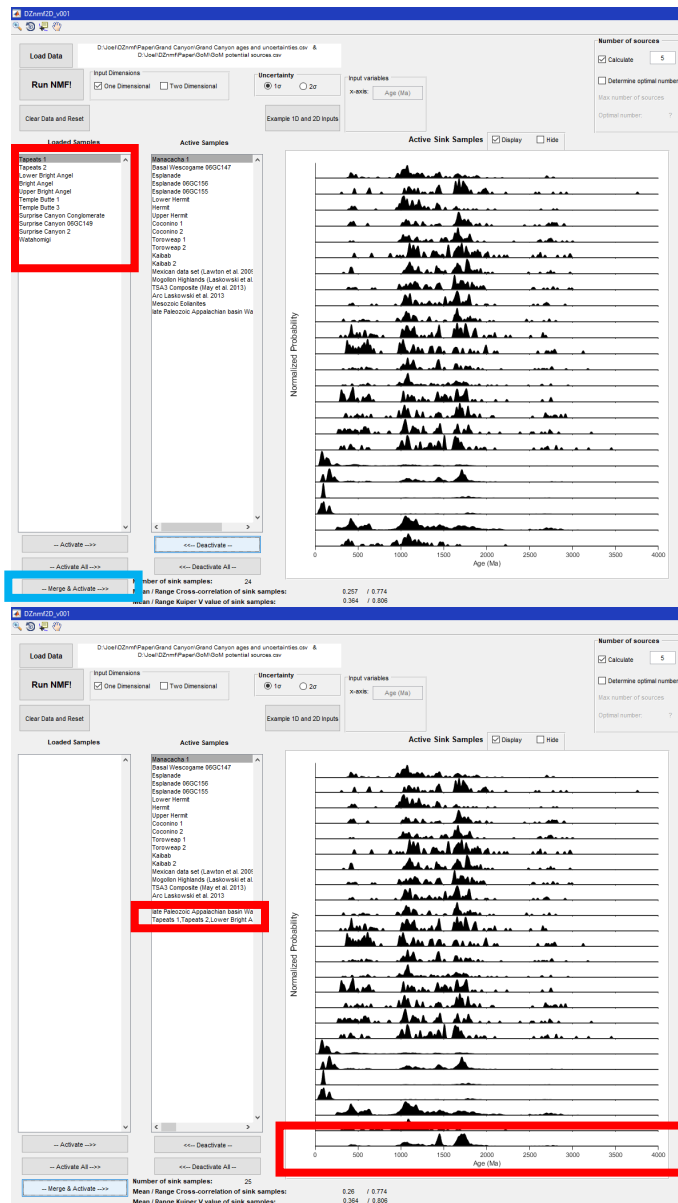 DZnmf2D_v001
Number of sources
Load Data
D:\Joel\DZnmf\Paper\Grand Canyon\Grand Canyon ages and uncertainties.csv &
D:\Joel\DZnmf\Paper\GoM\GoM potential sources.csv
Calculate 5
Run NMF!
Input Dimensions
One Dimensional Two Dimensional
Uncertainty
1σ 2σ
Input variables
x-axis: Age (Ma)
Determine optimal number
Max number of sources
Clear Data and Reset
Example 1D and 2D Inputs
Optimal number: ?
Loaded Samples
Active Samples
Active Sink Samples Display Hide
Tapeats 1
Tapeats 2
Lower Bright Angel
Bright Angel
Upper Bright Angel
Temple Butte 1
Temple Butte 3
Surprise Canyon Conglomerate
Surprise Canyon 06GC149
Surprise Canyon 2
Watahomigi
Manacacha 1
Basal Wescogame 06GC147
Esplanade
Esplanade 06GC156
Esplanade 06GC155
Lower Hermit
Hermit
Upper Hermit
Coconino 1
Coconino 2
Toroweap 1
Toroweap 2
Kaibab
Kaibab 2
Mexican data set (Lawton et al. 2009
Mogollon Highlands (Laskowski et al.
TSA3 Composite (May et al. 2013)
Arc Laskowski et al. 2013
Mesozoic Eolianites
late Paleozoic Appalachian basin Wa
Normalized Probability
0 500 1000 1500 2000 2500 3000 3500 4000
Age (Ma)
-- Activate -->>
<<-- Deactivate --
-- Activate All -->>
<<-- Deactivate All --
-- Merge & Activate -->>
Number of sink samples: 24
Mean / Range Cross-correlation of sink samples: 0.257 / 0.774
Mean / Range Kuiper V value of sink samples: 0.364 / 0.806
DZnmf2D_v001
Number of sources
Load Data
D:\Joel\DZnmf\Paper\Grand Canyon\Grand Canyon ages and uncertainties.csv &
D:\Joel\DZnmf\Paper\GoM\GoM potential sources.csv
Calculate 5
Run NMF!
Input Dimensions
One Dimensional Two Dimensional
Uncertainty
1σ 2σ
Input variables
x-axis: Age (Ma)
Determine optimal number
Max number of sources
Clear Data and Reset
Example 1D and 2D Inputs
Optimal number: ?
Loaded Samples
Active Samples
Active Sink Samples Display Hide
Manacacha 1
Basal Wescogame 06GC147
Esplanade
Esplanade 06GC156
Esplanade 06GC155
Lower Hermit
Hermit
Upper Hermit
Coconino 1
Coconino 2
Toroweap 1
Toroweap 2
Kaibab
Kaibab 2
Mexican data set (Lawton et al. 2009
Mogollon Highlands (Laskowski et al.
TSA3 Composite (May et al. 2013)
Arc Laskowski et al. 2013
late Paleozoic Appalachian basin Wa
Tapeats 1,Tapeats 2,Lower Bright A
Normalized Probability
0 500 1000 1500 2000 2500 3000 3500 4000
Age (Ma)
-- Activate -->>
<<-- Deactivate --
-- Activate All -->>
<<-- Deactivate All --
-- Merge & Activate -->>
Number of sink samples: 25
Mean / Range Cross-correlation of sink samples: 0.26 / 0.774
Mean / Range Kuiper V value of sink samples: 0.364 / 0.806